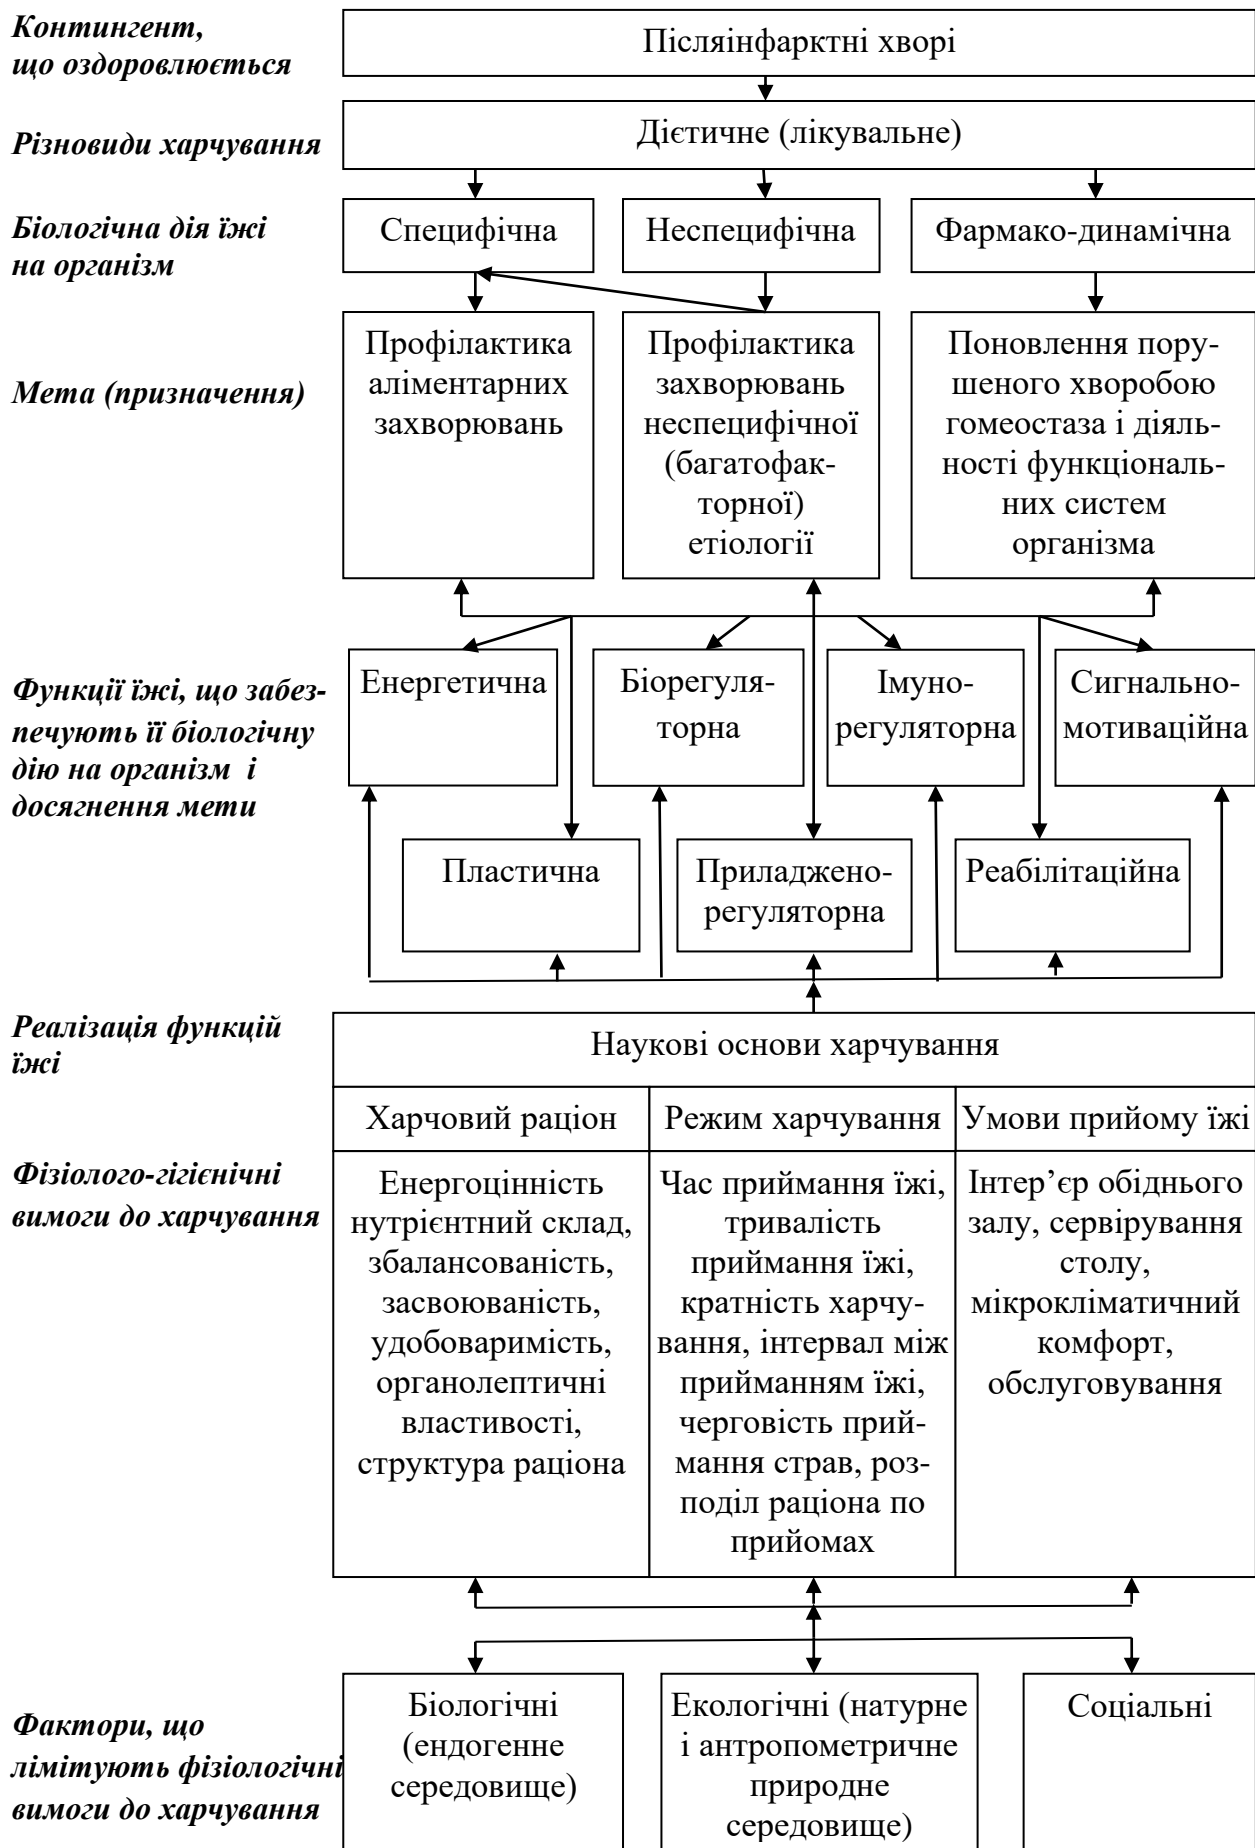 Контингент,
що оздоровлюється
Післяінфарктні хворі
Різновиди харчування
Дієтичне (лікувальне)
Біологічна дія їжі
на організм
Специфічна
Неспецифічна
Фармако-динамічна
Мета (призначення)
Профілактика
аліментарних
захворювань
Профілактика
захворювань
неспецифічної
(багатофак-
торної)
етіології
Поновлення пору-
шеного хворобою
гомеостаза і діяль-
ності функціональ-
них систем
організма
Функції їжі, що забез-
печують її біологічну
дію на організм і
досягнення мети
Енергетична
Біорегуля-
торна
Імуно-
регуляторна
Сигнально-
мотиваційна
Пластична
Приладжено-
регуляторна
Реабілітаційна
Реалізація функцій
їжі
Наукові основи харчування
Харчовий раціон
Режим харчування
Умови прийому їжі
Фізіолого-гігієнічні
вимоги до харчування
Енергоцінність
нутрієнтний склад,
збалансованість,
засвоюваність,
удобоваримість,
органолептичні
властивості,
структура раціона
Час приймання їжі,
тривалість
приймання їжі,
кратність харчу-
вання, інтервал між
прийманням їжі,
черговість прий-
мання страв, роз-
поділ раціона по
прийомах
Інтер’єр обіднього
залу, сервірування
столу,
мікрокліматичний
комфорт,
обслуговування
Фактори, що
лімітують фізіологічні
вимоги до харчування
Біологічні
(ендогенне
середовище)
Екологічні (натурне
і антропометричне
природне
середовище)
Соціальні